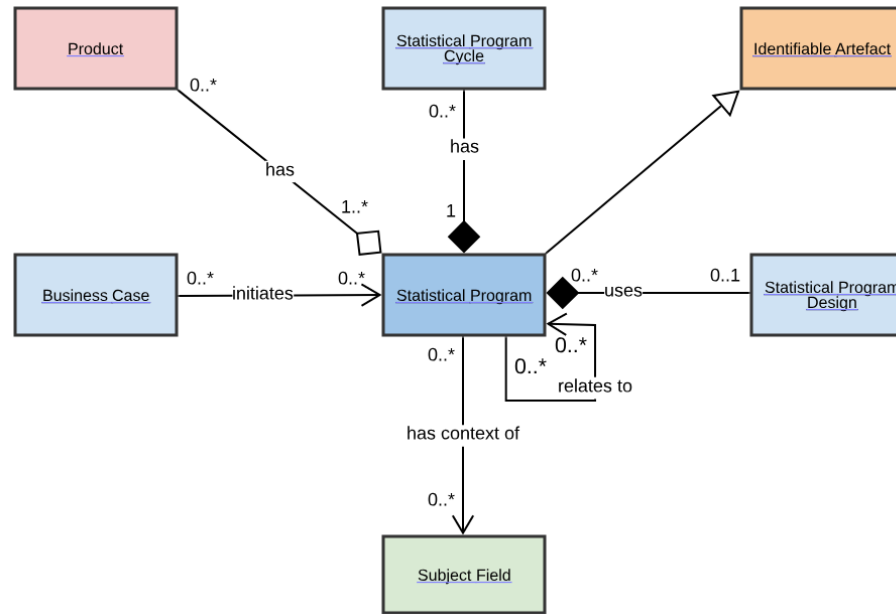 Product
Statistical Program
Cycle
Identifiable Artefact
0..*
0..*
has
has
1..*
1
Business Case
0..*
initiates
0..*
Statistical Program
0..*
uses
0..1
Statistical Program
Design
0..*
0..*
0..*
relates to
has context of
0..*
Subject Field